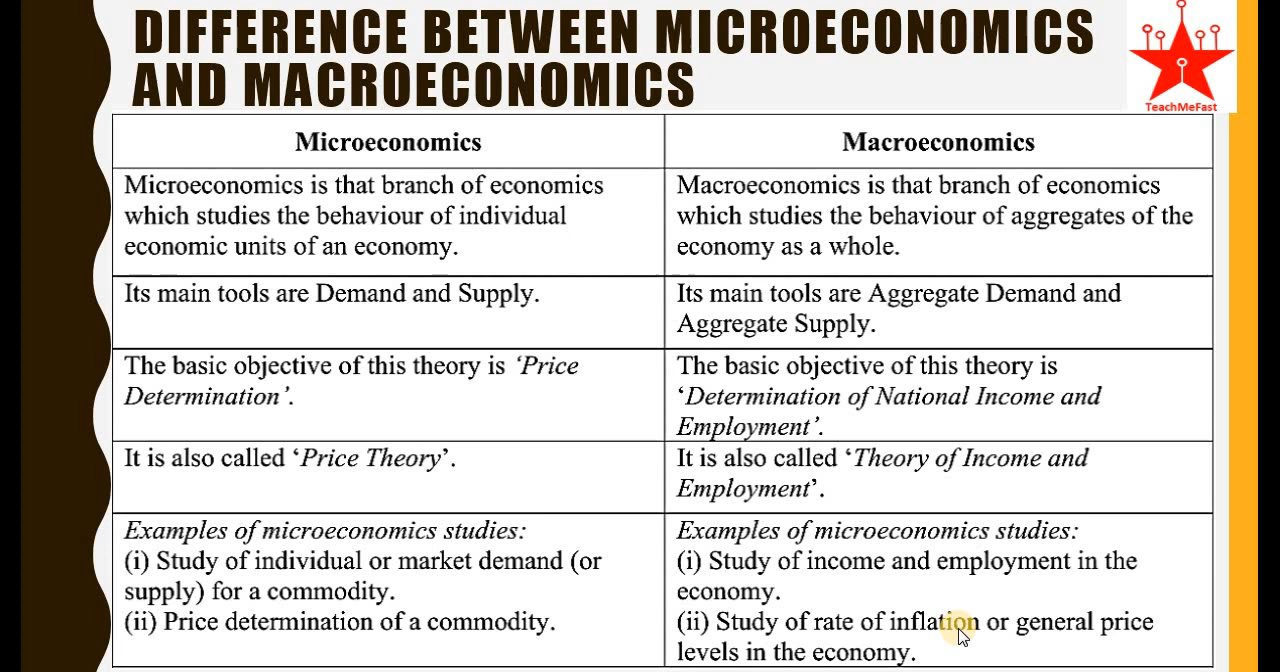 DIFFERENCE BETWEEN MICROECONOMICS
AND MACROECONOMICS
TeachMeFast
Microeconomics
Macroeconomics
Microeconomics is that branch of economics
which studies the behaviour of individual
economic units of an economy.
Macroeconomics is that branch of economics
which studies the behaviour of aggregates of the
economy as a whole.
Its main tools are Demand and Supply.
Its main tools are Aggregate Demand and
Aggregate Supply.
The basic objective of this theory is ‘Price
Determination’.
The basic objective of this theory is
‘Determination of National Income and
Employment’.
It is also called ‘Price Theory’.
It is also called ‘Theory of Income and
Employment’.
Examples of microeconomics studies:
(i) Study of individual or market demand (or
supply) for a commodity.
(ii) Price determination of a commodity.
Examples of microeconomics studies:
(i) Study of income and employment in the
economy.
(ii) Study of rate of inflation or general price
levels in the economy.